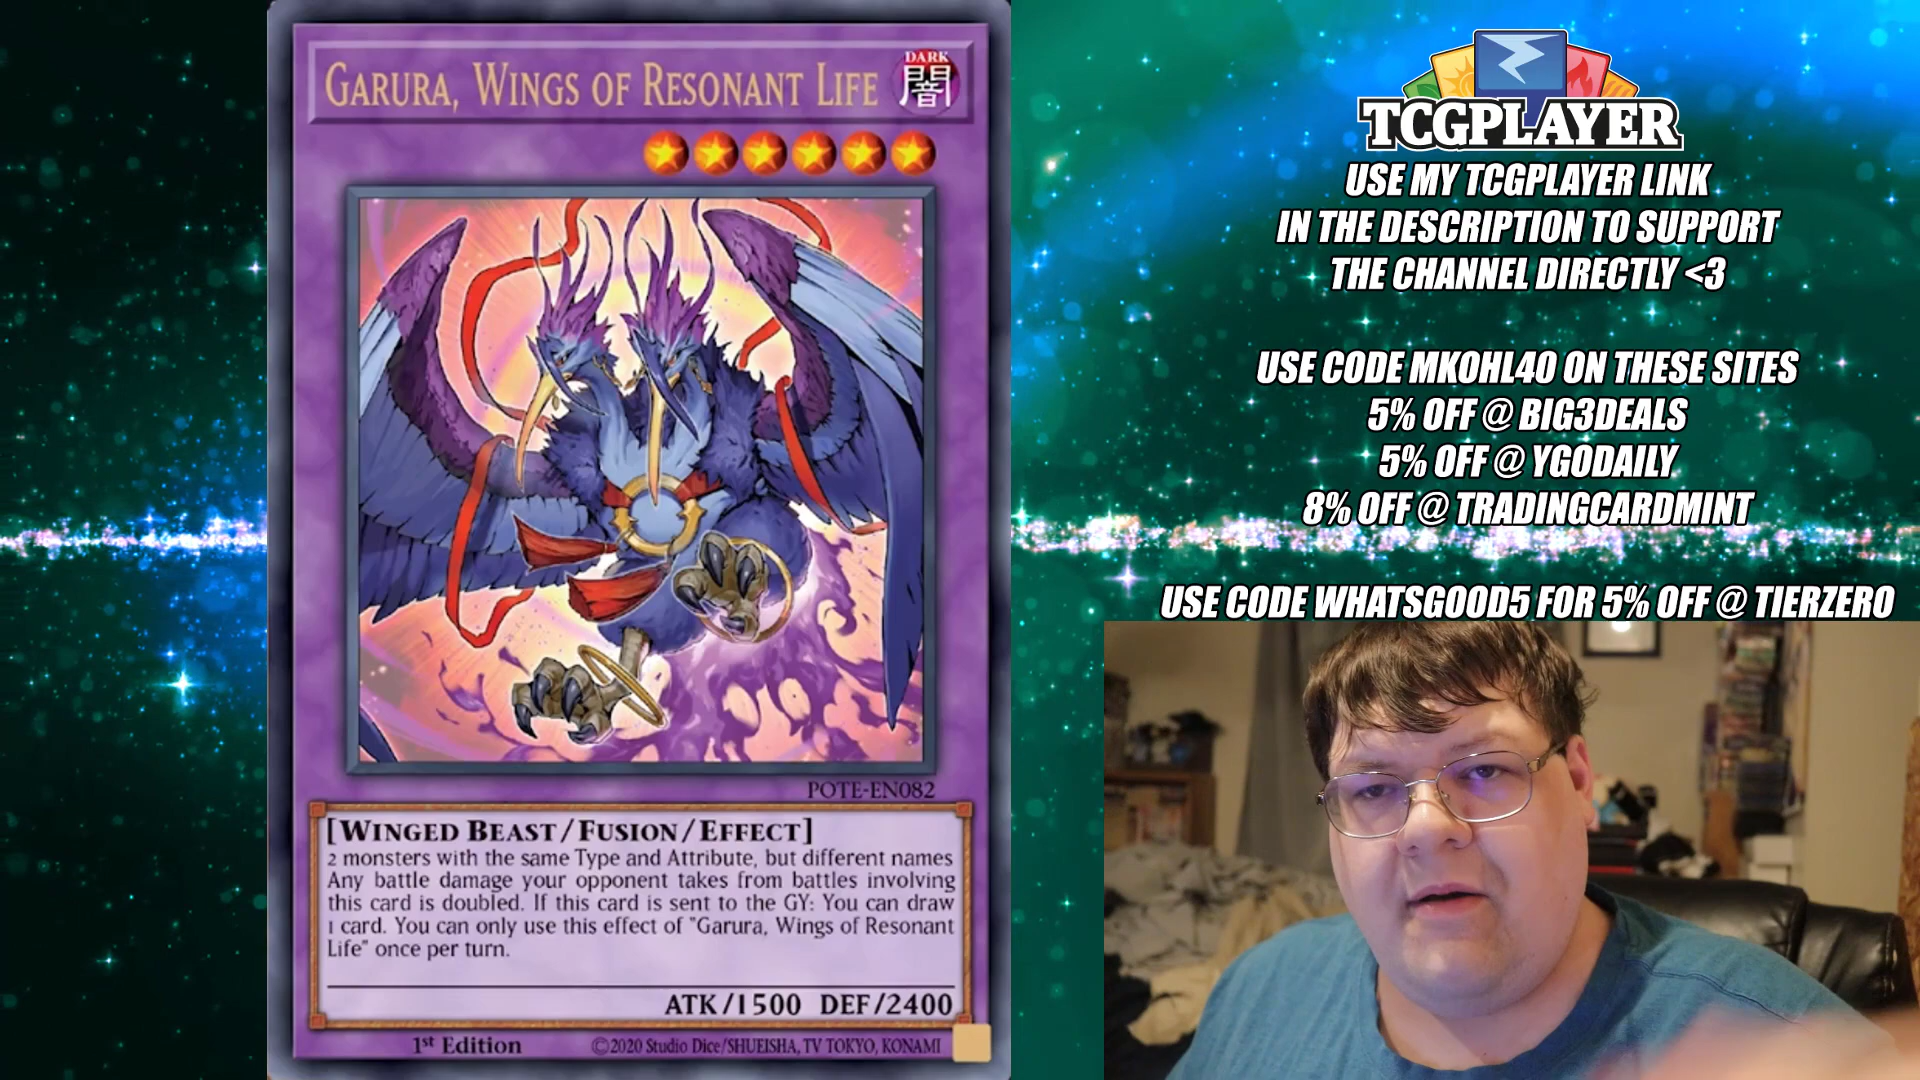 GARURA, WINGS OF RESONANT LIFE
DARK
闇
POTE-EN082
[WINGED BEAST/FUSION/EFFECT]
2 monsters with the same Type and Attribute, but different names
Any battle damage your opponent takes from battles involving
this card is doubled. If this card is sent to the GY: You can draw
1 card. You can only use this effect of "Garura, Wings of Resonant
Life" once per turn.
ATK/1500 DEF/2400
1st Edition
©2020 Studio Dice/SHUEISHA, TV TOKYO, KONAMI
TCGPLAYER
USE MY TCGPLAYER LINK
IN THE DESCRIPTION TO SUPPORT
THE CHANNEL DIRECTLY <3
USE CODE MKOHL40 ON THESE SITES
5% OFF @ BIG3DEALS
5% OFF @ YGODAILY
8% OFF @ TRADINGCARDMINT
USE CODE WHATSGOOD5 FOR 5% OFF @ TIERZERO